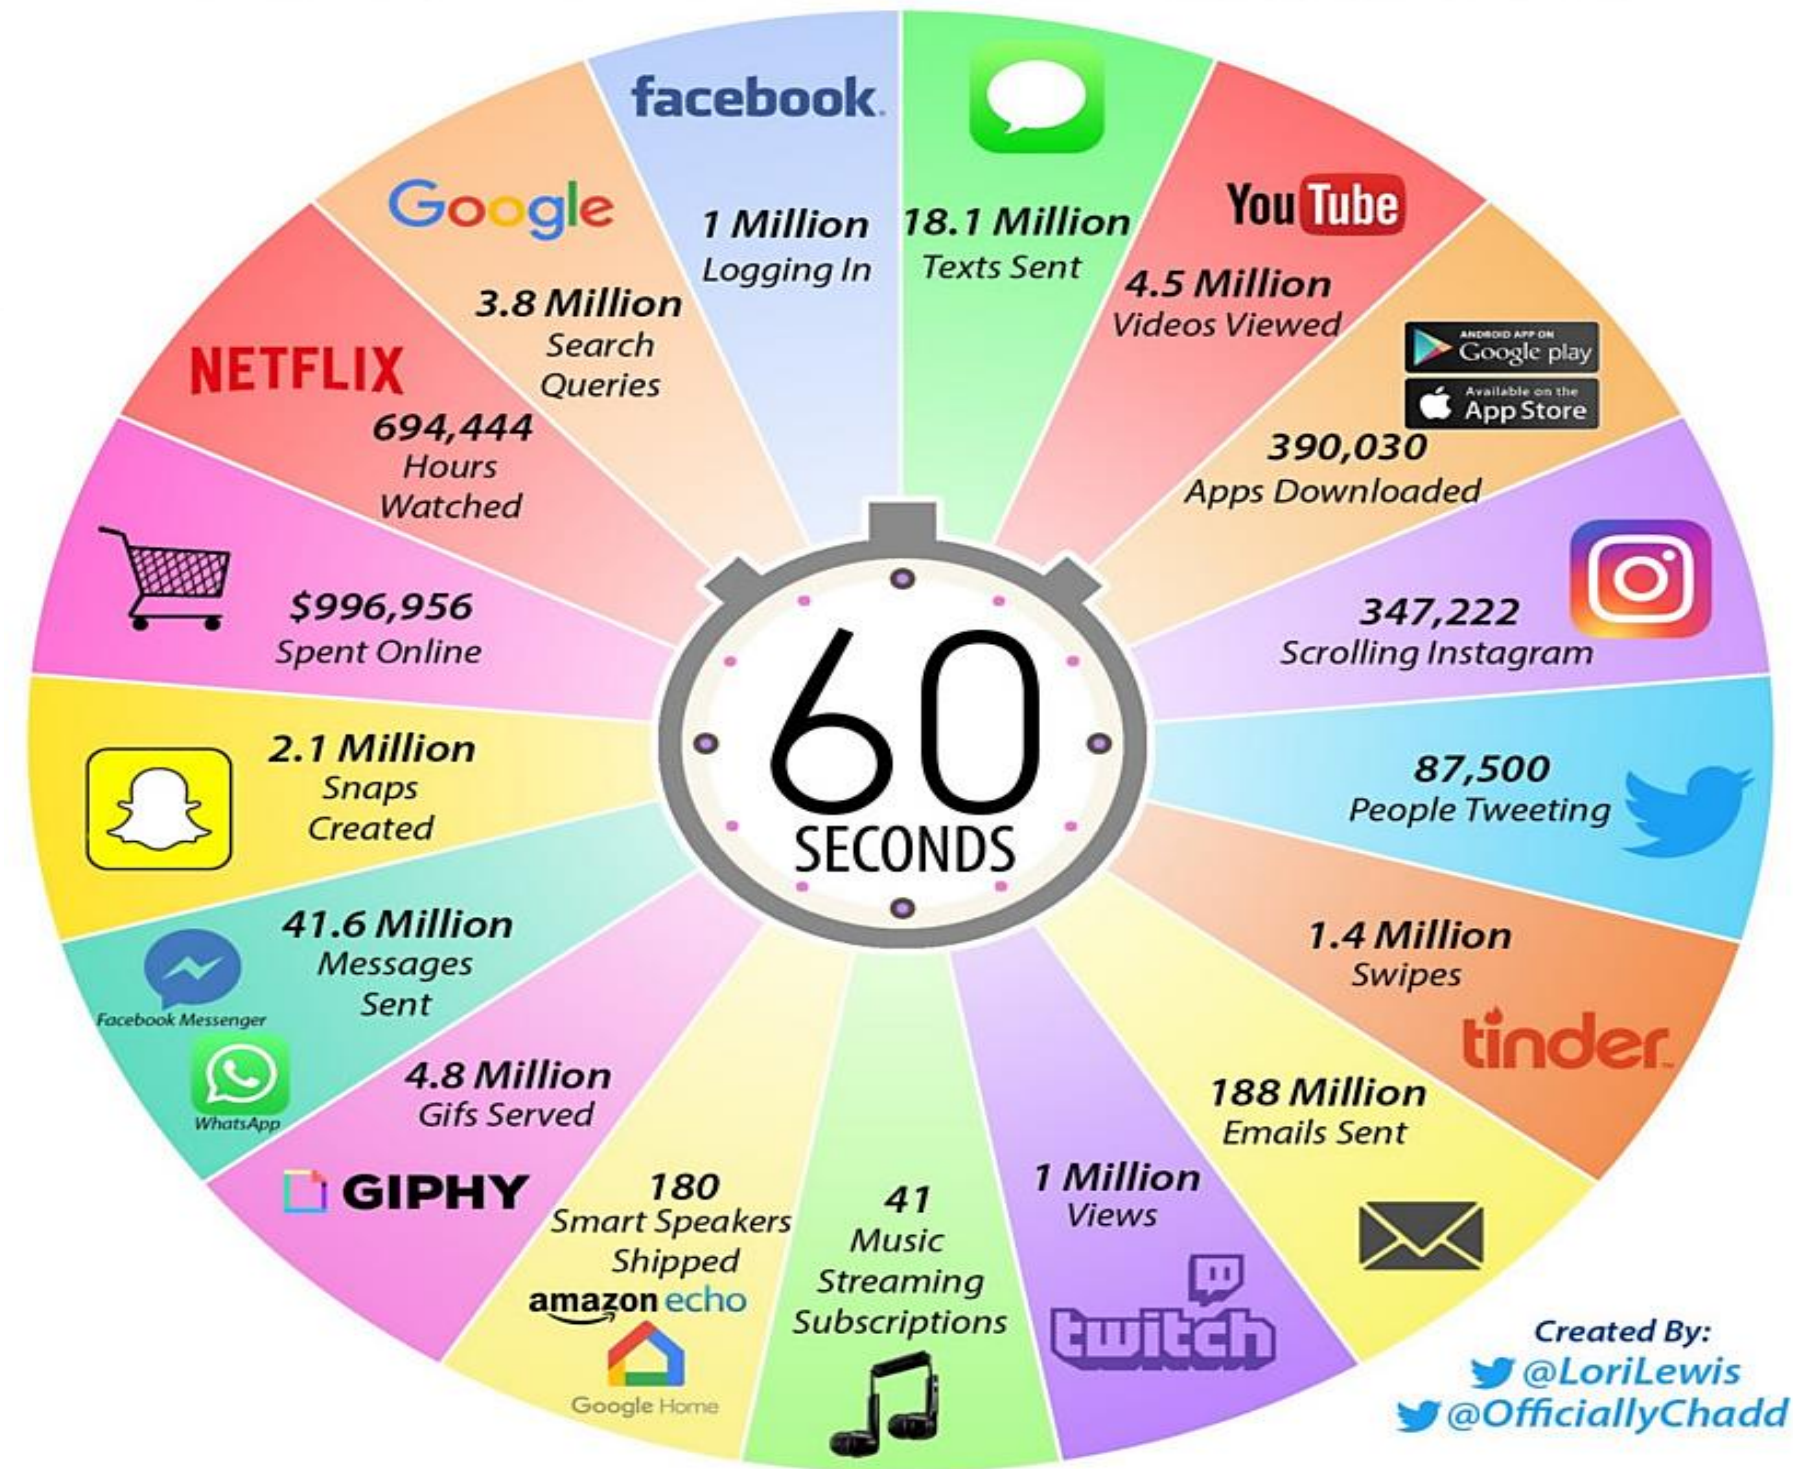 facebook.
1 Million
Logging In
18.1 Million
Texts Sent
YouTube
4.5 Million
Videos Viewed
ANDROID APP ON
Google play
Available on the
App Store
390,030
Apps Downloaded
347,222
Scrolling Instagram
87,500
People Tweeting
1.4 Million
Swipes
tinder
188 Million
Emails Sent
1 Million
Views
twitch
41
Music
Streaming
Subscriptions
180
Smart Speakers
Shipped
amazon echo
Google Home
4.8 Million
Gifs Served
GIPHY
41.6 Million
Messages
Sent
Facebook Messenger
WhatsApp
2.1 Million
Snaps
Created
$996,956
Spent Online
NETFLIX
694,444
Hours
Watched
Google
3.8 Million
Search
Queries
60
SECONDS
Created By:
@LoriLewis
@OfficiallyChadd